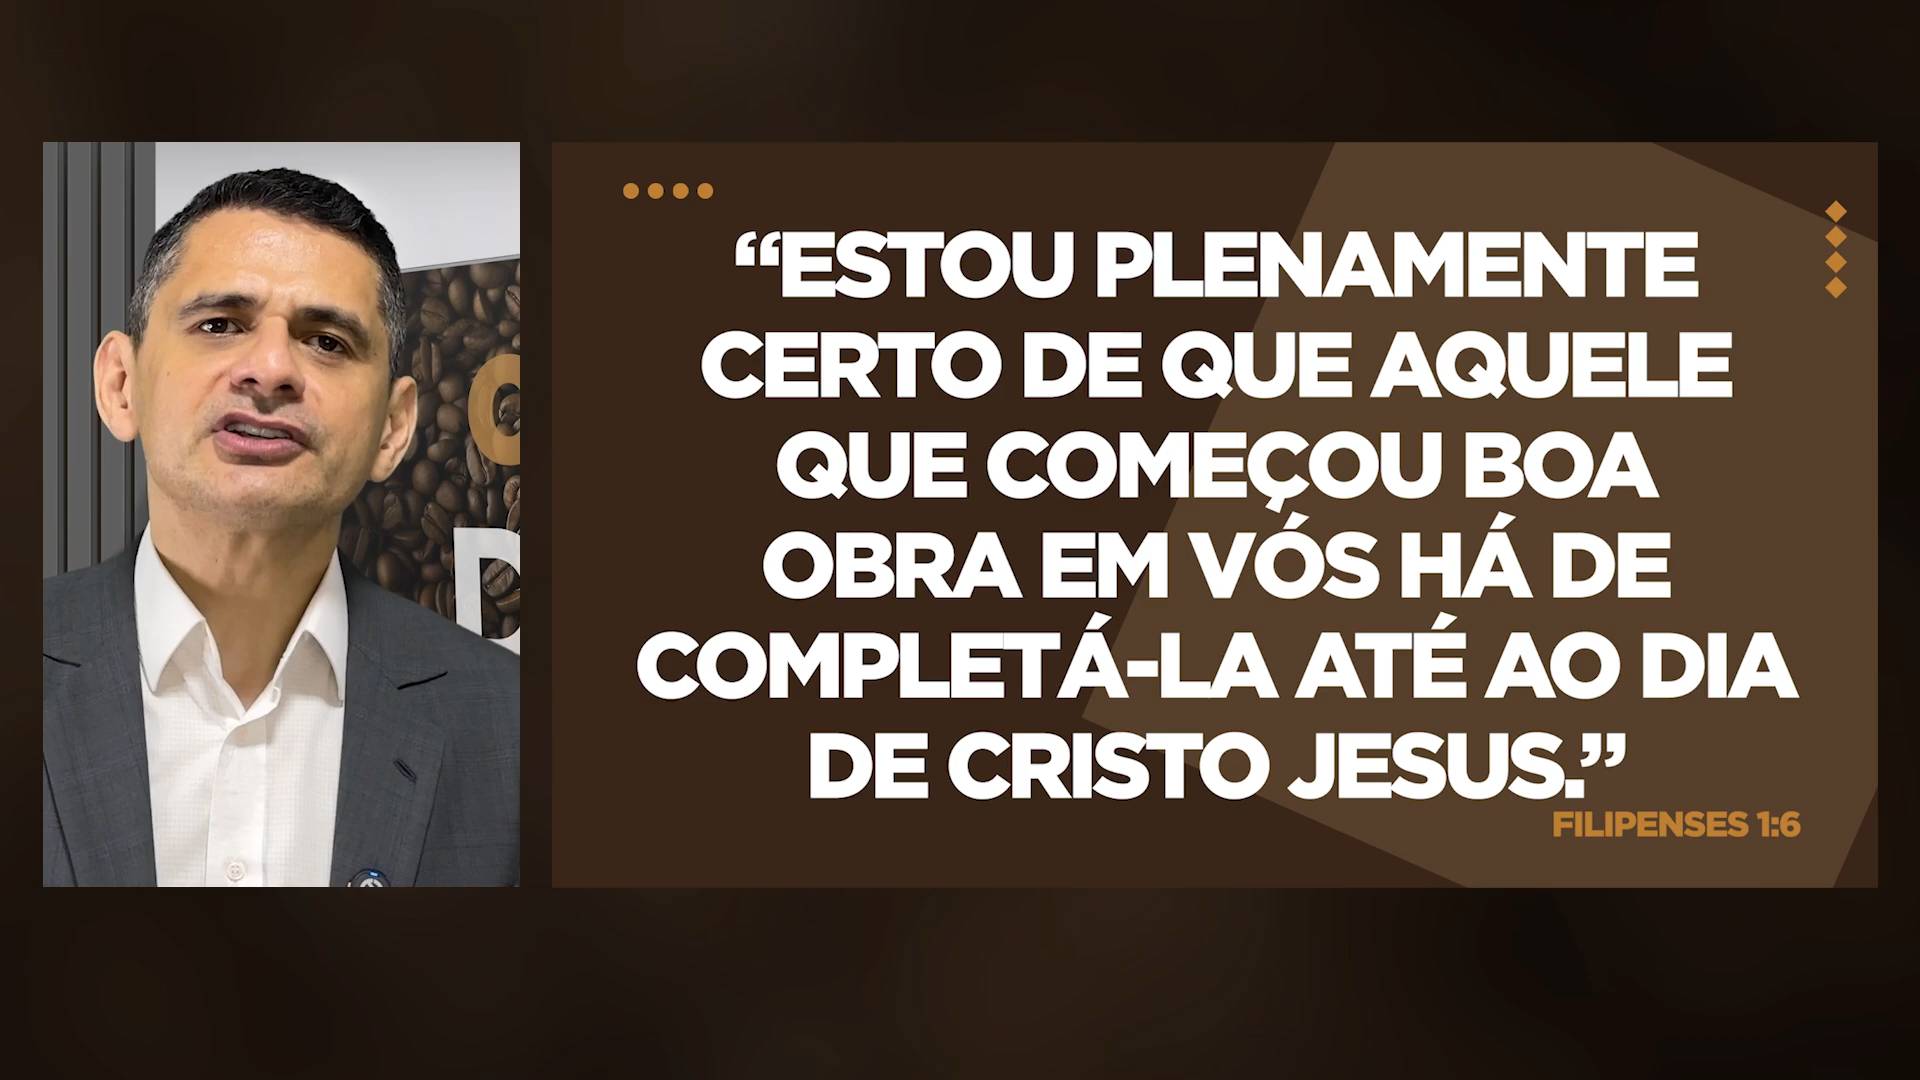 “ESTOU PLENAMENTE
CERTO DE QUE AQUELE
QUE COMEÇOU BOA
OBRA EM VÓS HÁ DE
COMPLETÁ-LA ATÉ AO DIA
DE CRISTO JESUS.”
FILIPENSES 1:6